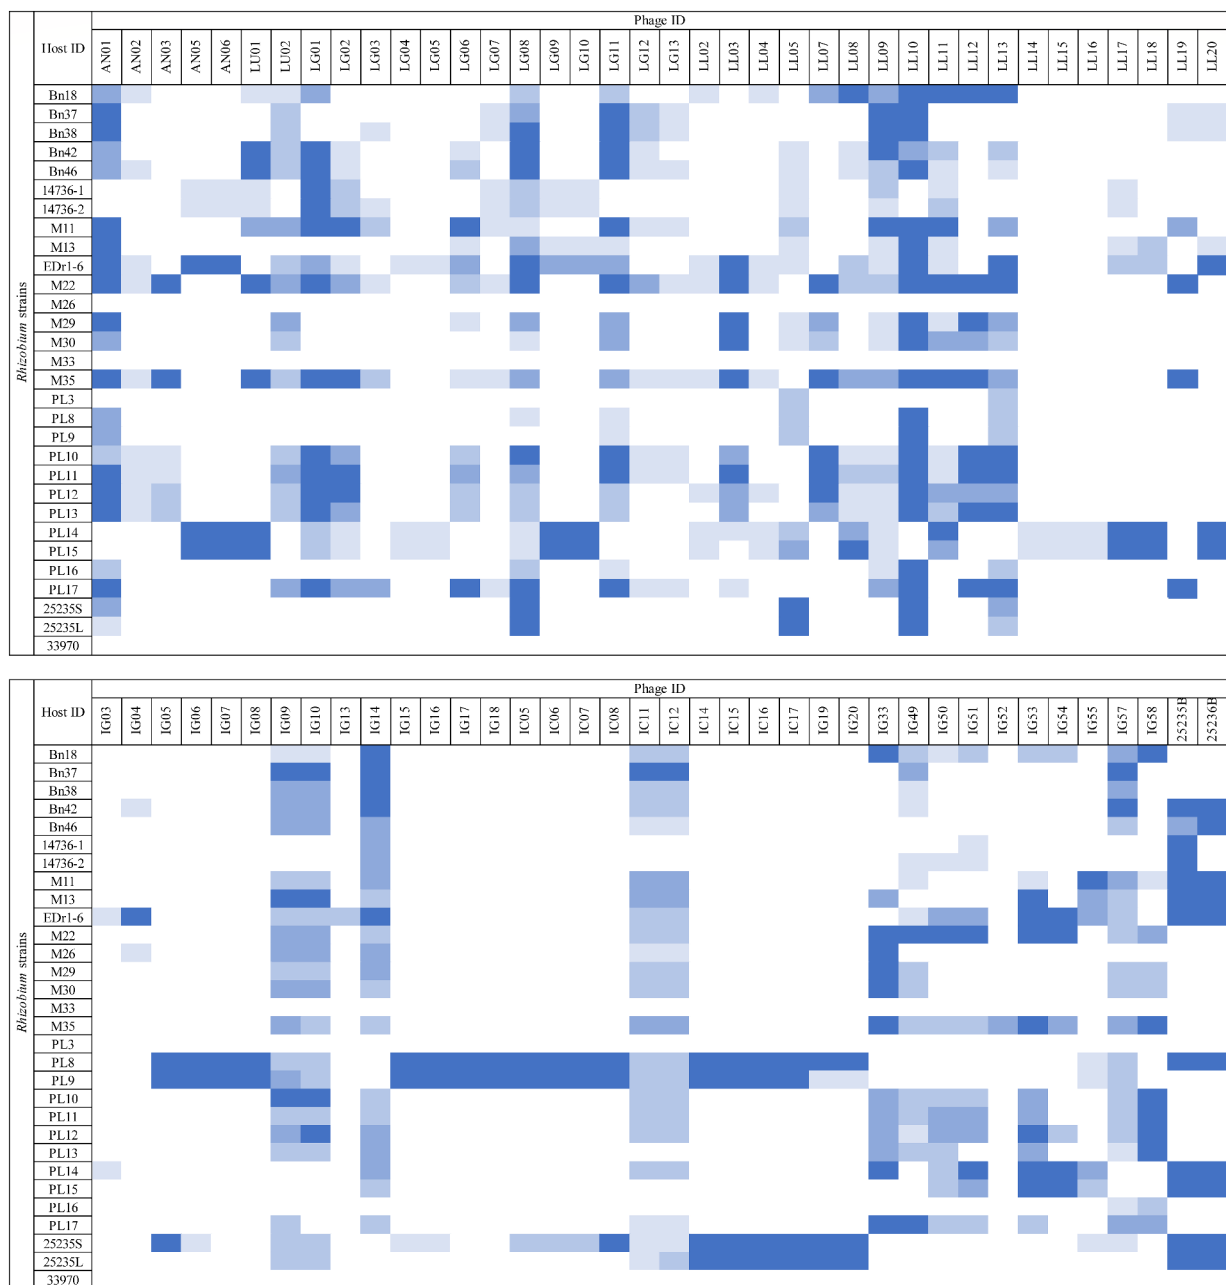 Phage ID
Host ID AN01 AN02 AN03 AN05 AN06 LU01 LU02 LG01 LG02 LG03 LG04 LG05 LG06 LG07 LG08 LG09 LG10 LG11 LG12 LG13 LL02 LL03 LL04 LL05 LL07 LL08 LL09 LL10 LL11 LL12 LL13 LL14 LL15 LL16 LL17 LL18 LL19 LL20
Rhizobium strains
Bn18
Bn37
Bn38
Bn42
Bn46
14736-1
14736-2
M11
M13
EDr1-6
M22
M26
M29
M30
M33
M35
PL3
PL8
PL9
PL10
PL11
PL12
PL13
PL14
PL15
PL16
PL17
25235S
25235L
33970
Phage ID
Host ID IG03 IG04 IG05 IG06 IG07 IG08 IG09 IG10 IG13 IG14 IG15 IG16 IG17 IG18 IC05 IC06 IC07 IC08 IC11 IC12 IC14 IC15 IC16 IC17 IG19 IG20 IG33 IG49 IG50 IG51 IG52 IG53 IG54 IG55 IG57 IG58 25235B 25236B
Rhizobium strains
Bn18
Bn37
Bn38
Bn42
Bn46
14736-1
14736-2
M11
M13
EDr1-6
M22
M26
M29
M30
M33
M35
PL3
PL8
PL9
PL10
PL11
PL12
PL13
PL14
PL15
PL16
PL17
25235S
25235L
33970